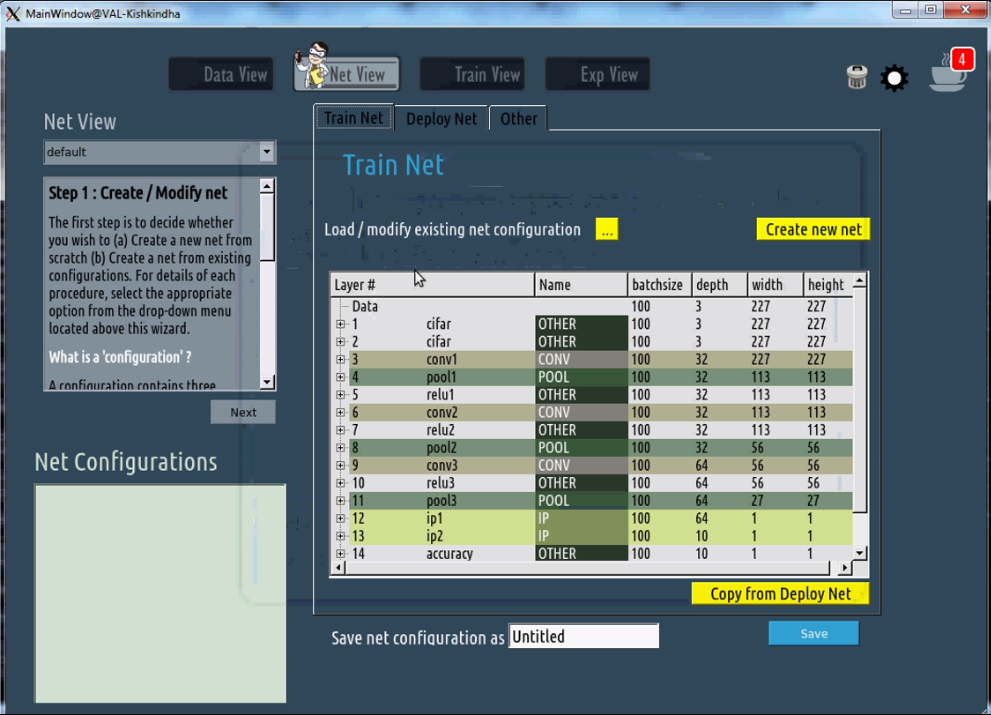 MainWindow@VAL-Kishkindha
Data View
Net View
Train View
Exp View
4
Net View
default
Step 1 : Create / Modify net
The first step is to decide whether
you wish to (a) Create a new net from
scratch (b) Create a net from existing
configurations. For details of each
procedure, select the appropriate
option from the drop-down menu
located above this wizard.
What is a 'configuration' ?
A configuration contains three
Next
Net Configurations
Train Net
Deploy Net
Other
Train Net
Load / modify existing net configuration ...
Create new net
Layer # Name batchsize depth width height
Data 100 3 227 227
1 cifar OTHER 100 3 227 227
2 cifar OTHER 100 3 227 227
3 conv1 CONV 100 32 227 227
4 pool1 POOL 100 32 113 113
5 relu1 OTHER 100 32 113 113
6 conv2 CONV 100 32 113 113
7 relu2 OTHER 100 32 113 113
8 pool2 POOL 100 32 56 56
9 conv3 CONV 100 64 56 56
10 relu3 OTHER 100 64 56 56
11 pool3 POOL 100 64 27 27
12 ip1 IP 100 64 1 1
13 ip2 IP 100 10 1 1
14 accuracy OTHER 100 10 1 1
Copy from Deploy Net
Save net configuration as Untitled
Save